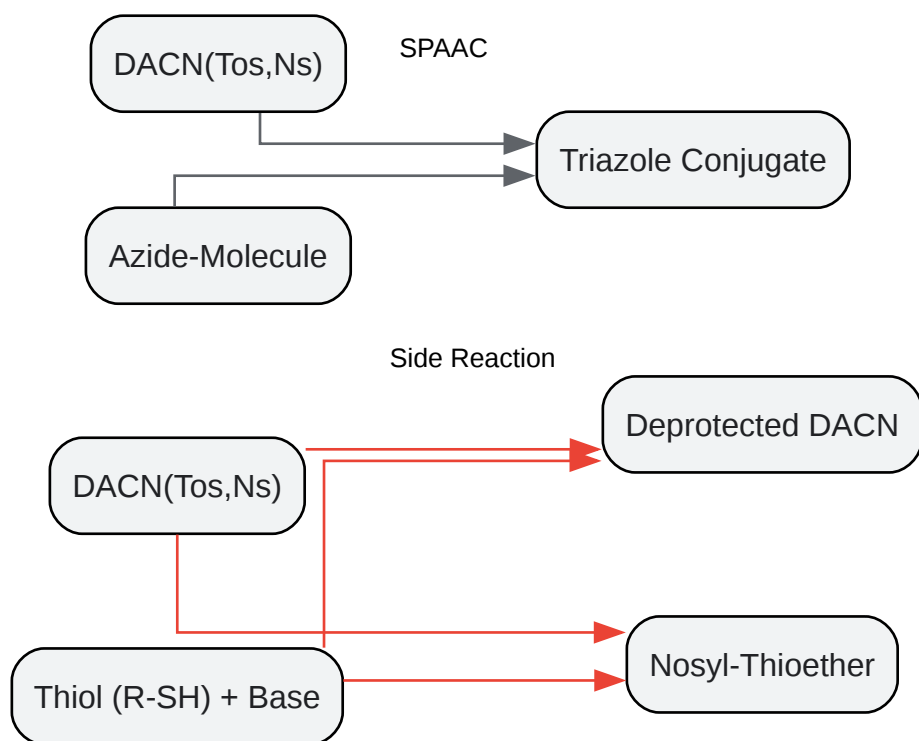 DACN(Tos,Ns)
SPAAC
Triazole Conjugate
Azide-Molecule
Side Reaction
Deprotected DACN
DACN(Tos,Ns)
Nosyl-Thioether
Thiol (R-SH) + Base